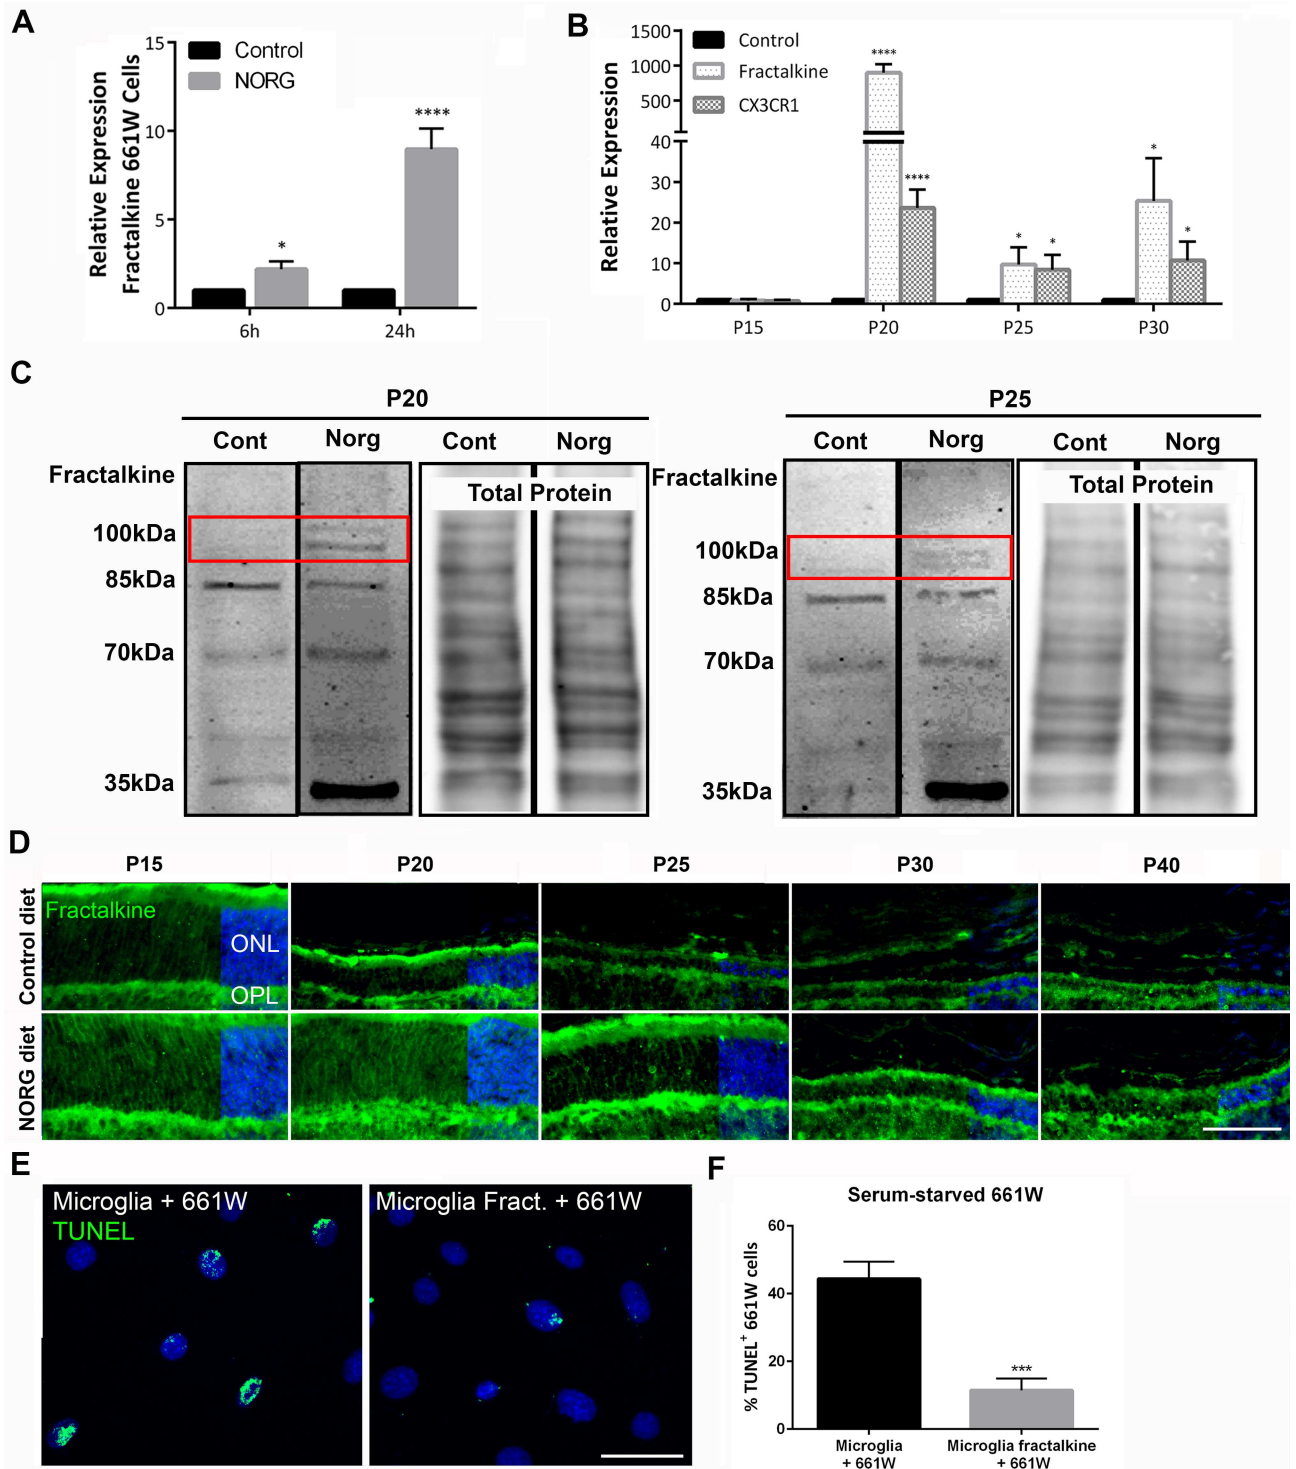 A
Relative Expression
Fractalkine 661W Cells
15
10
5
0
Control
NORG
*
****
6h
24h
B
Relative Expression
1500
1000
500
40
30
20
10
0
Control
Fractalkine
CX3CR1
****
****
*
*
*
*
P15
P20
P25
P30
C
P20
Cont
Norg
Cont
Norg
Fractalkine
Total Protein
100kDa
85kDa
70kDa
35kDa
P25
Cont
Norg
Cont
Norg
Fractalkine
Total Protein
100kDa
85kDa
70kDa
35kDa
D
P15
P20
P25
P30
P40
Control diet
Fractalkine
ONL
OPL
NORG diet
E
Microglia + 661W
TUNEL
Microglia Fract. + 661W
F
Serum-starved 661W
% TUNEL+ 661W cells
60
40
20
0
***
Microglia
+ 661W
Microglia fractalkine
+ 661W